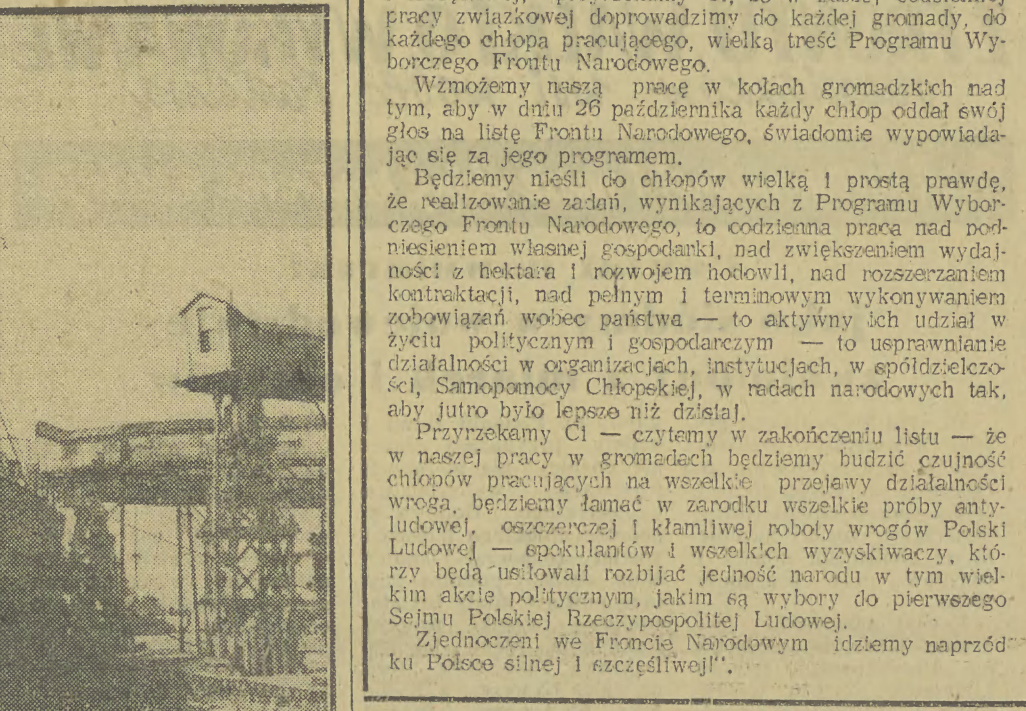 pracy związkowej doprowadzimy do każdej gromady, do
każdego chłopa pracującego, wielką treść Programu Wy-
borczego Frontu Narodowego.
Wzmożemy naszą pracę w kołach gromadzkich nad
tym, aby w dniu 26 października każdy chłop oddał swój
głos na listę Frontu Narodowego, świadomie wypowiada-
jąc się za jego programem.
Będziemy nieśli do chłopów wielką i prostą prawdę,
że realizowanie zadań, wynikających z Programu Wybor-
czego Frontu Narodowego, to codzienna praca nad pod-
niesieniem własnej gospodarki, nad zwiększeniem wydaj-
ności z hektara i rozwojem hodowli, nad rozszerzaniem
kontraktacji, nad pełnym i terminowym wykonywaniem
zobowiązań wobec państwa — to aktywny ich udział w
życiu politycznym i gospodarczym — to usprawnianie
działalności w organizacjach, instytucjach, w spółdzielczo-
ści, Samopomocy Chłopskiej, w radach narodowych tak,
aby jutro było lepsze niż dzisiaj.
Przyrzekamy Ci — czytamy w zakończeniu listu — że
w naszej pracy w gromadach będziemy budzić czujność
chłopów pracujących na wszelkie przejawy działalności
wroga, będziemy łamać w zarodku wszelkie próby anty-
ludowej, oszczerczej i kłamliwej roboty wrogów Polski
Ludowej — spekulantów i wszelkich wyzyskiwaczy, któ-
rzy będą usiłowali rozbijać jedność narodu w tym wiel-
kim akcie politycznym, jakim są wybory do pierwszego
Sejmu Polskiej Rzeczypospolitej Ludowej.
Zjednoczeni we Froncie Narodowym idziemy naprzód
ku Polsce silnej i szczęśliwej!".